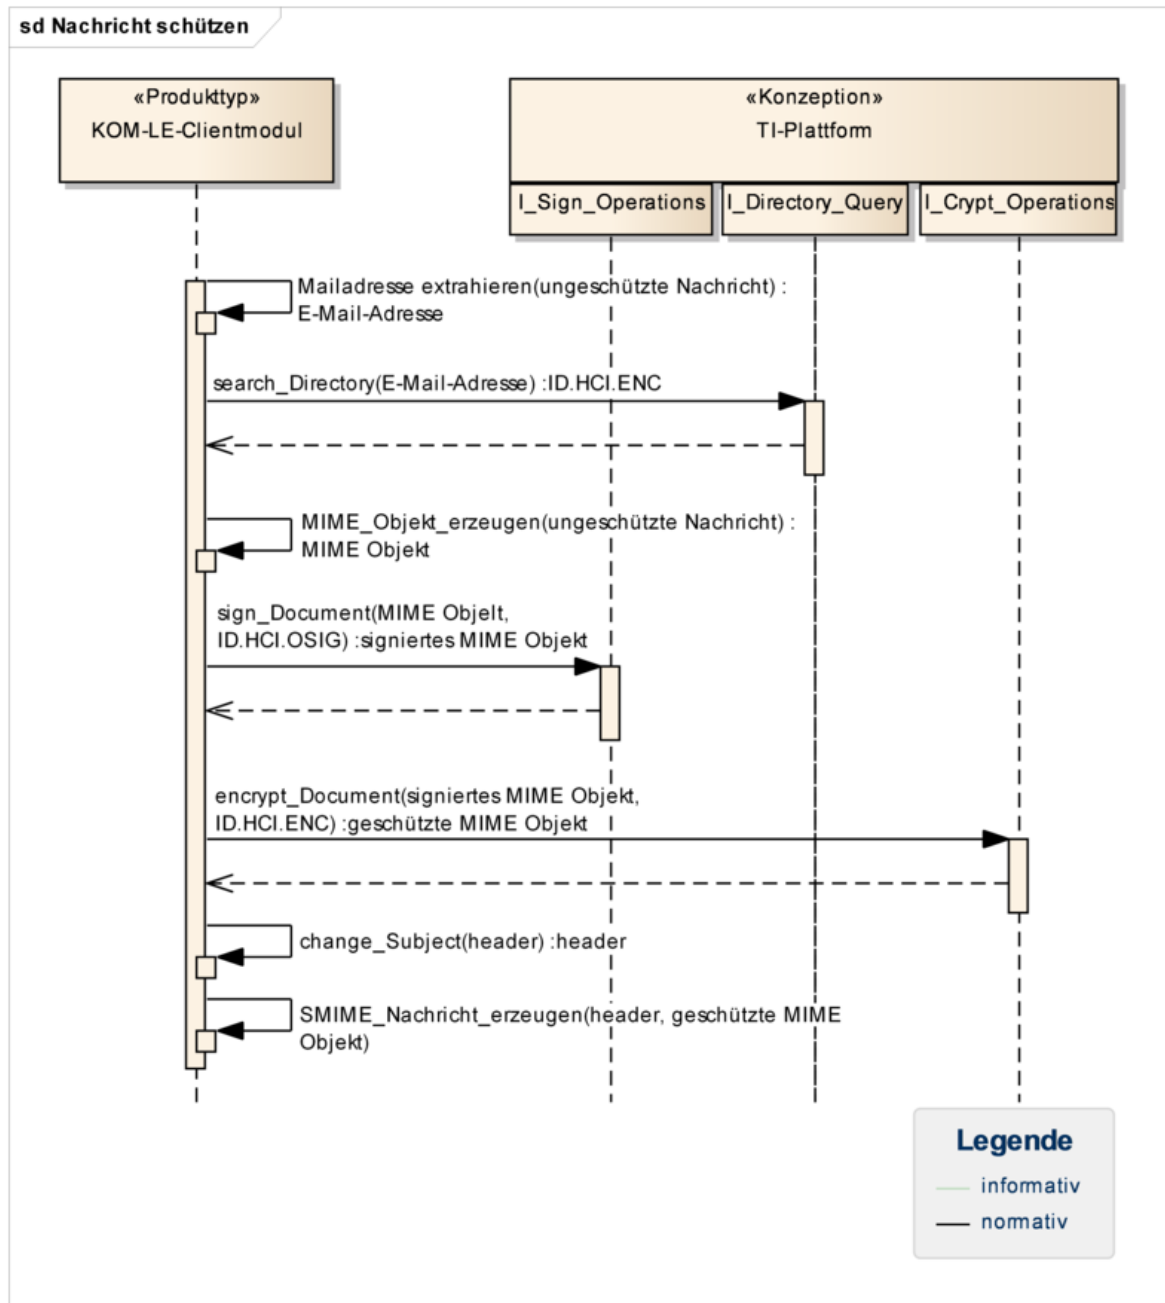 sd Nachricht schützen
«Produkttyp»
KOM-LE-Clientmodul
«Konzeption»
TI-Plattform
I_Sign_Operations
I_Directory_Query
I_Crypt_Operations
Mailadresse extrahieren(ungeschützte Nachricht) :
E-Mail-Adresse
search_Directory(E-Mail-Adresse) :ID.HCI.ENC
MIME_Objekt_erzeugen(ungeschützte Nachricht) :
MIME Objekt
sign_Document(MIME Objelt,
ID.HCI.OSIG) :signiertes MIME Objekt
encrypt_Document(signiertes MIME Objekt,
ID.HCI.ENC) :geschützte MIME Objekt
change_Subject(header) :header
SMIME_Nachricht_erzeugen(header, geschützte MIME
Objekt)
Legende
informativ
normativ